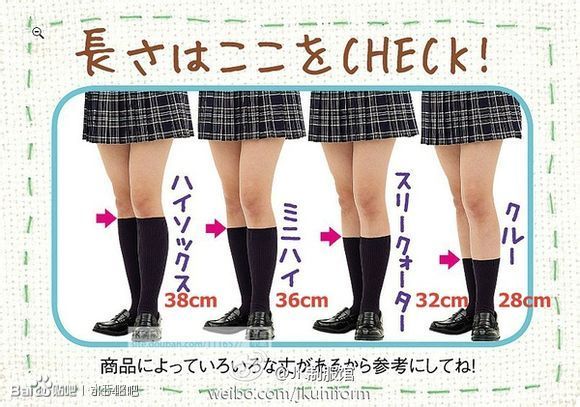 長さはここをCHECK!
ハイソックス
38cm
ミニハイ
36cm
スリークォーター
32cm
クルー
28cm
商品によっていろいろな丈があるから参考にしてね!
weibo.com/jkuniform